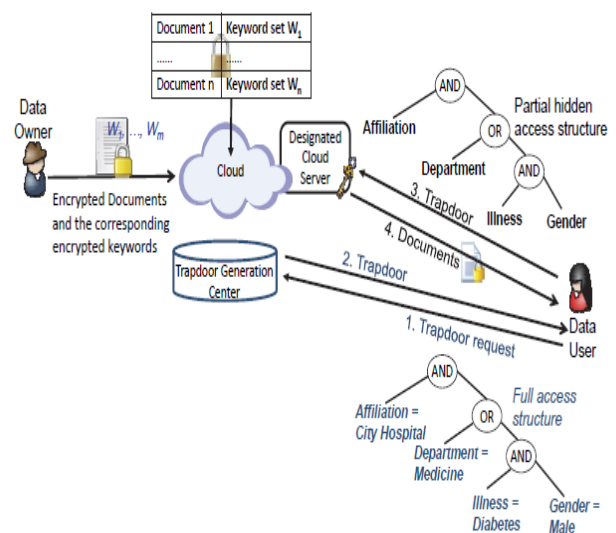 Document 1 Keyword set W1
...... ......
Document n Keyword set Wn
Data
Owner
W1, ..., Wm
Encrypted Documents
and the corresponding
encrypted keywords
Cloud
Designated
Cloud
Server
Trapdoor Generation
Center
AND
Affiliation
OR
Partial hidden
access structure
Department
AND
Illness
Gender
3. Trapdoor
4. Documents
2. Trapdoor
1. Trapdoor request
Data
User
AND
Affiliation =
City Hospital
OR
Full access
structure
Department =
Medicine
AND
Illness =
Diabetes
Gender =
Male